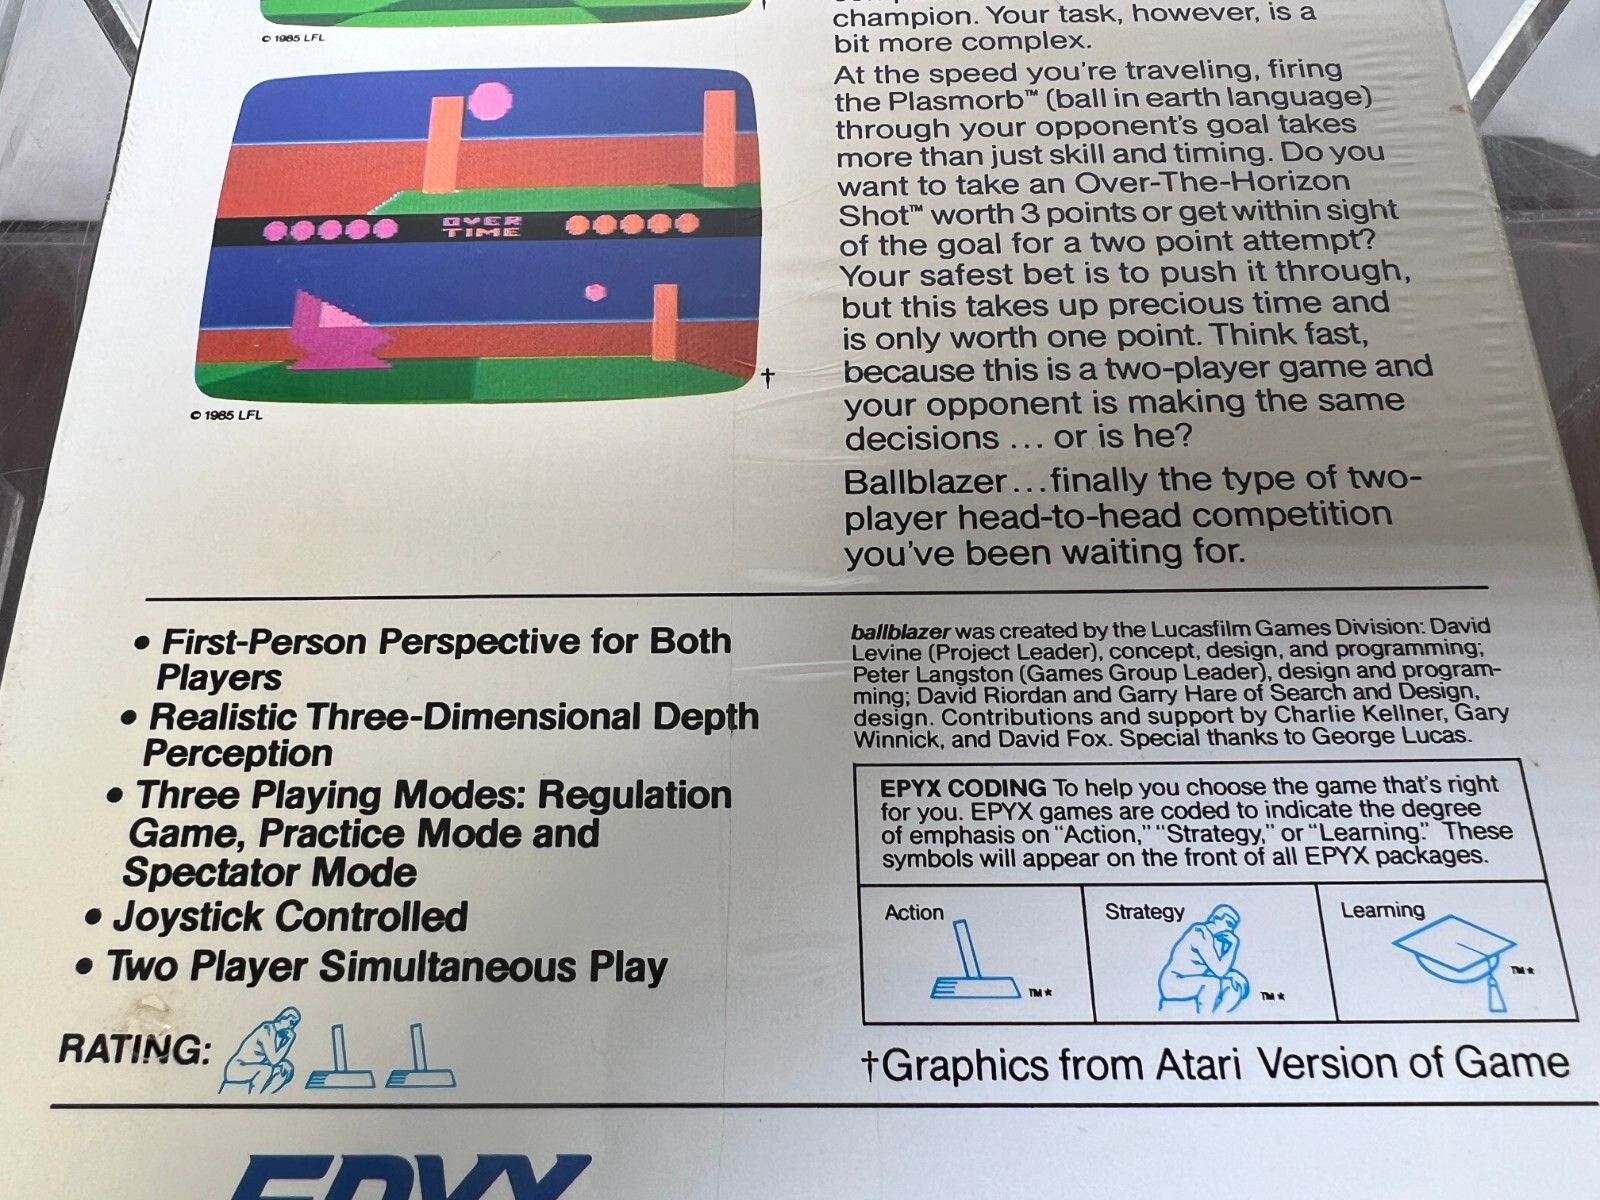 © 1985 LFL
†
OVER
TIME
†
© 1985 LFL
champion. Your task, however, is a
bit more complex.
At the speed you're traveling, firing
the Plasmorb™ (ball in earth language)
through your opponent's goal takes
more than just skill and timing. Do you
want to take an Over-The-Horizon
Shot™ worth 3 points or get within sight
of the goal for a two point attempt?
Your safest bet is to push it through,
but this takes up precious time and
is only worth one point. Think fast,
because this is a two-player game and
your opponent is making the same
decisions ... or is he?
Ballblazer...finally the type of two-
player head-to-head competition
you've been waiting for.
• First-Person Perspective for Both
Players
• Realistic Three-Dimensional Depth
Perception
• Three Playing Modes: Regulation
Game, Practice Mode and
Spectator Mode
• Joystick Controlled
• Two Player Simultaneous Play
RATING:
ballblazer was created by the Lucasfilm Games Division: David
Levine (Project Leader), concept, design, and programming;
Peter Langston (Games Group Leader), design and program-
ming; David Riordan and Garry Hare of Search and Design,
design. Contributions and support by Charlie Kellner, Gary
Winnick, and David Fox. Special thanks to George Lucas.
EPYX CODING To help you choose the game that's right
for you. EPYX games are coded to indicate the degree
of emphasis on "Action," "Strategy," or "Learning." These
symbols will appear on the front of all EPYX packages.
Action
TM*
Strategy
TM*
Learning
TM*
†Graphics from Atari Version of Game
EPYX